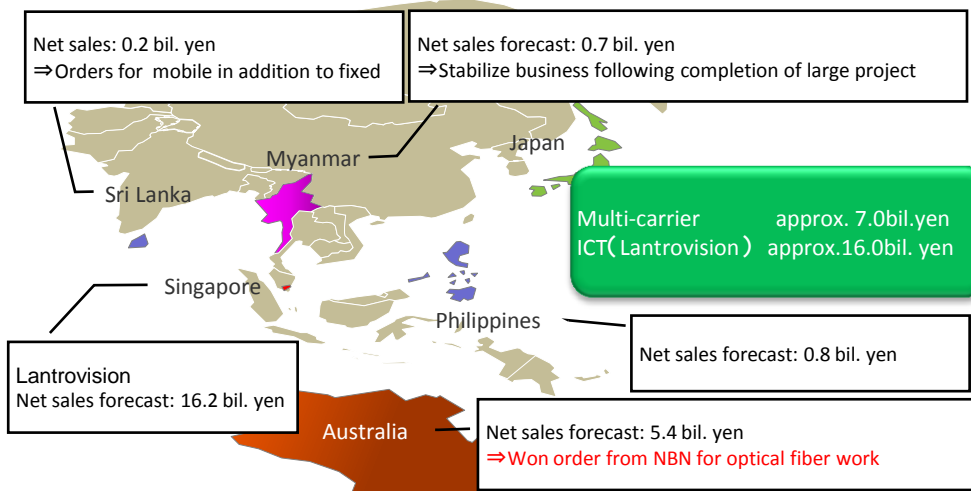 Net sales: 0.2 bil. yen
⇒Orders for mobile in addition to fixed
Net sales forecast: 0.7 bil. yen
⇒Stabilize business following completion of large project
Japan
Myanmar
Sri Lanka
Multi-carrier approx. 7.0bil.yen
ICT(Lantrovision) approx.16.0bil. yen
Singapore
Philippines
Net sales forecast: 0.8 bil. yen
Lantrovision
Net sales forecast: 16.2 bil. yen
Australia
Net sales forecast: 5.4 bil. yen
⇒Won order from NBN for optical fiber work